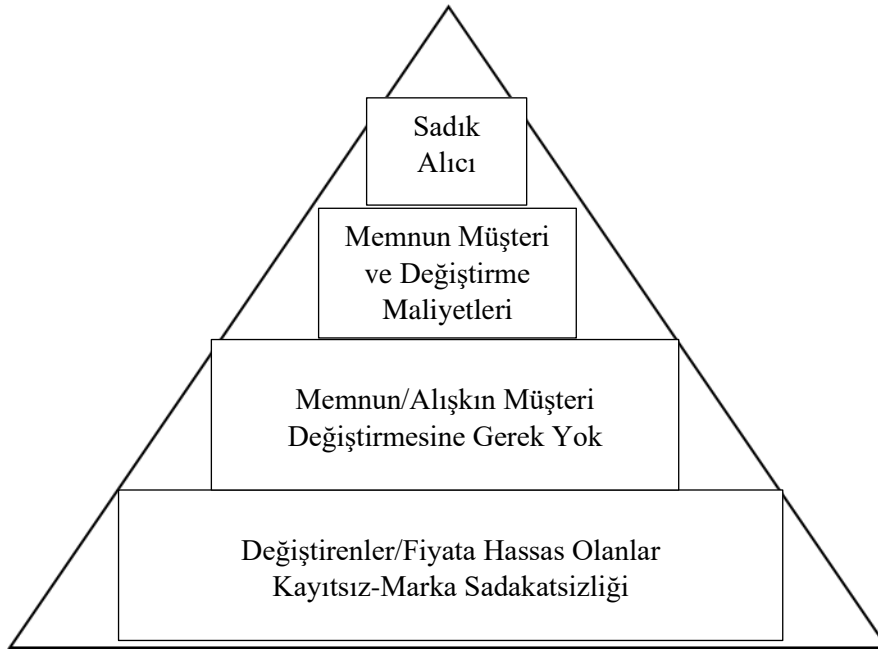 Sadık
Alıcı
Memnun Müşteri
ve Değiştirme
Maliyetleri
Memnun/Alışkın Müşteri
Değiştirmesine Gerek Yok
Değiştirenler/Fiyata Hassas Olanlar
Kayıtsız-Marka Sadakatsizliği